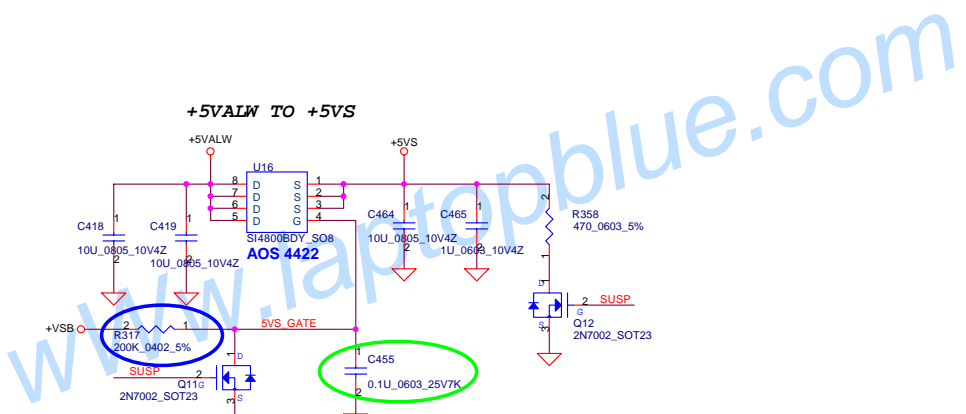 +5VALW TO +5VS
+5VALW
+5VS
U16
8 D S 1
7 D S 2
6 D S 3
5 D G 4
SI4800BDY_SO8
AOS 4422
C418
1
2
10U_0805_10V4Z
C419
1
2
10U_0805_10V4Z
C464
1
2
10U_0805_10V4Z
C465
1
2
1U_0603_10V4Z
2
R358
470_0603_5%
1
+VSB
2
1
R317
200K_0402_5%
5VS_GATE
1
D
SUSP
2
G
Q11
S
3
2N7002_SOT23
1
C455
2
0.1U_0603_25V7K
1
D
2
SUSP
G
S
3
Q12
2N7002_SOT23
www.laptopblue.com